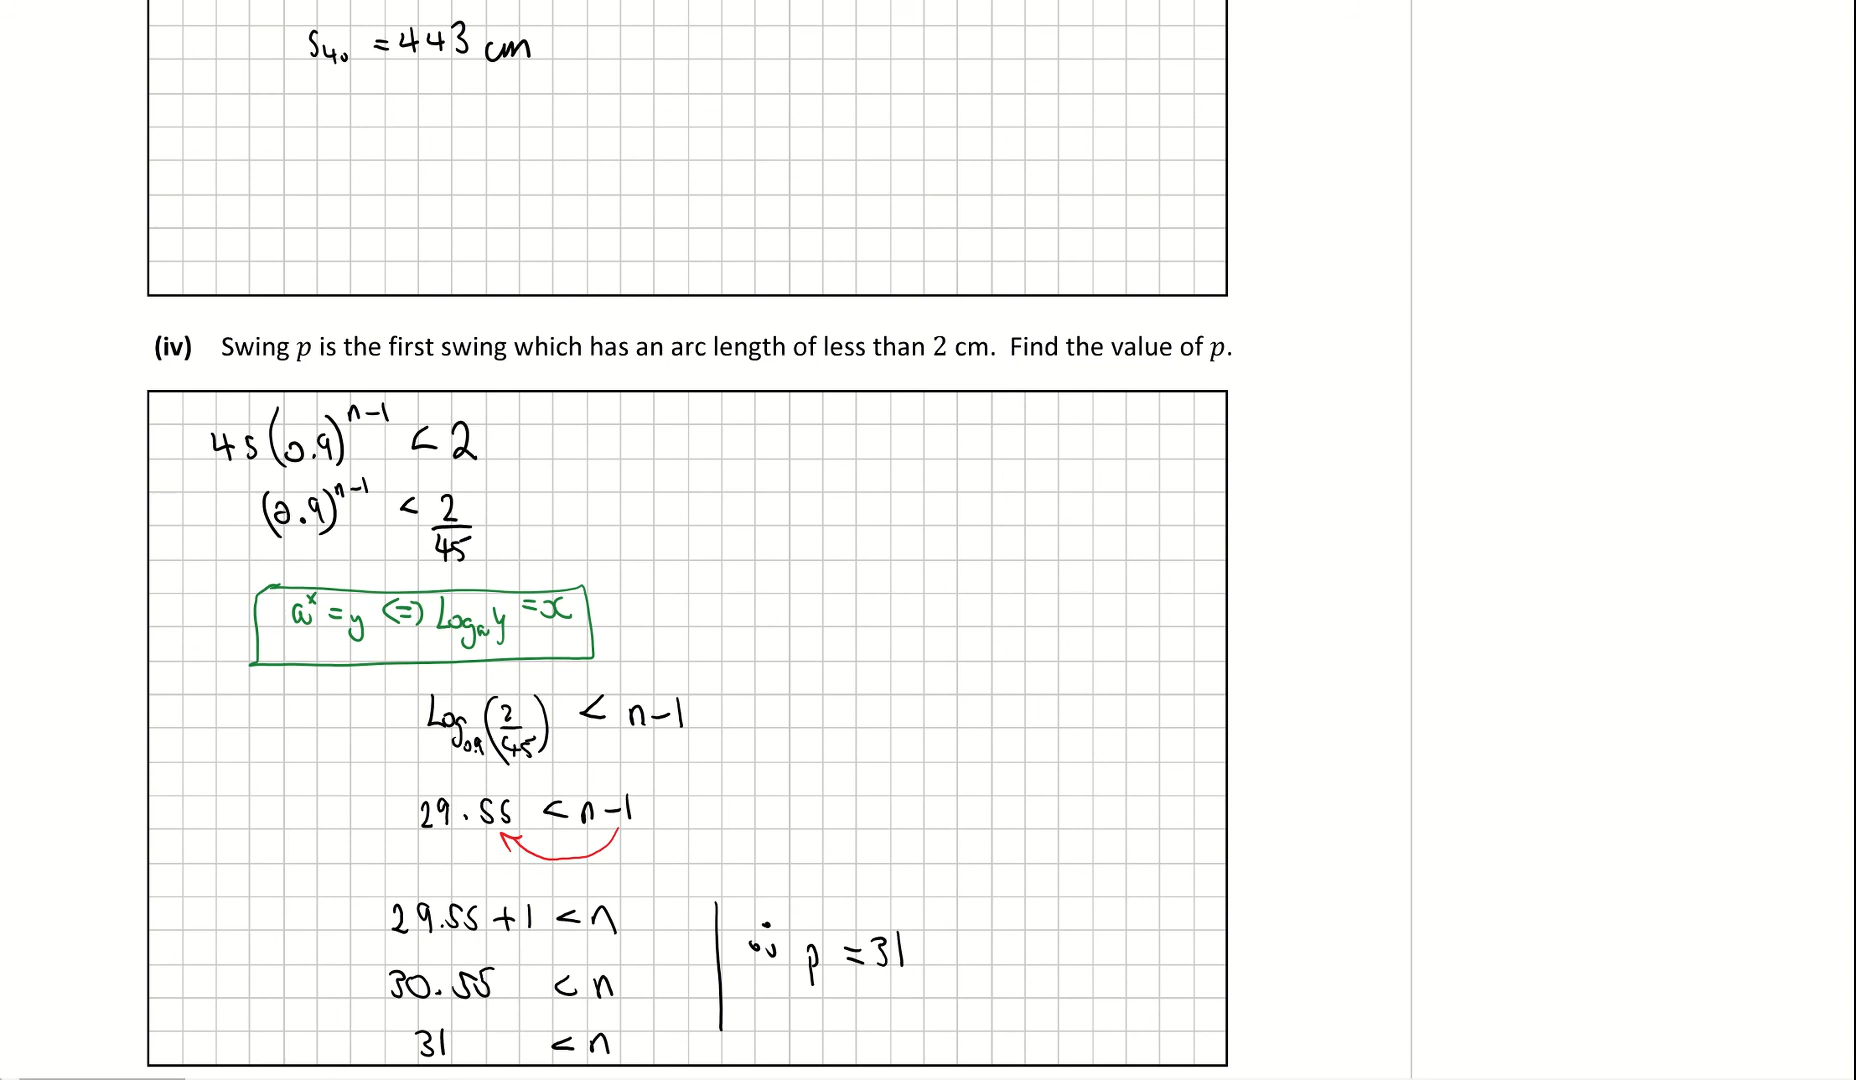 S₄₀ = 443 cm
(iv) Swing p is the first swing which has an arc length of less than 2 cm. Find the value of p.
45(0.9)ⁿ⁻¹ < 2
(0.9)ⁿ⁻¹ < 2/45
aˣ = y <=> Logₐy = x
Log₀.₉(2/45) < n-1
29.55 < n-1
29.55 + 1 < n
30.55 < n
31 < n
∴ p = 31